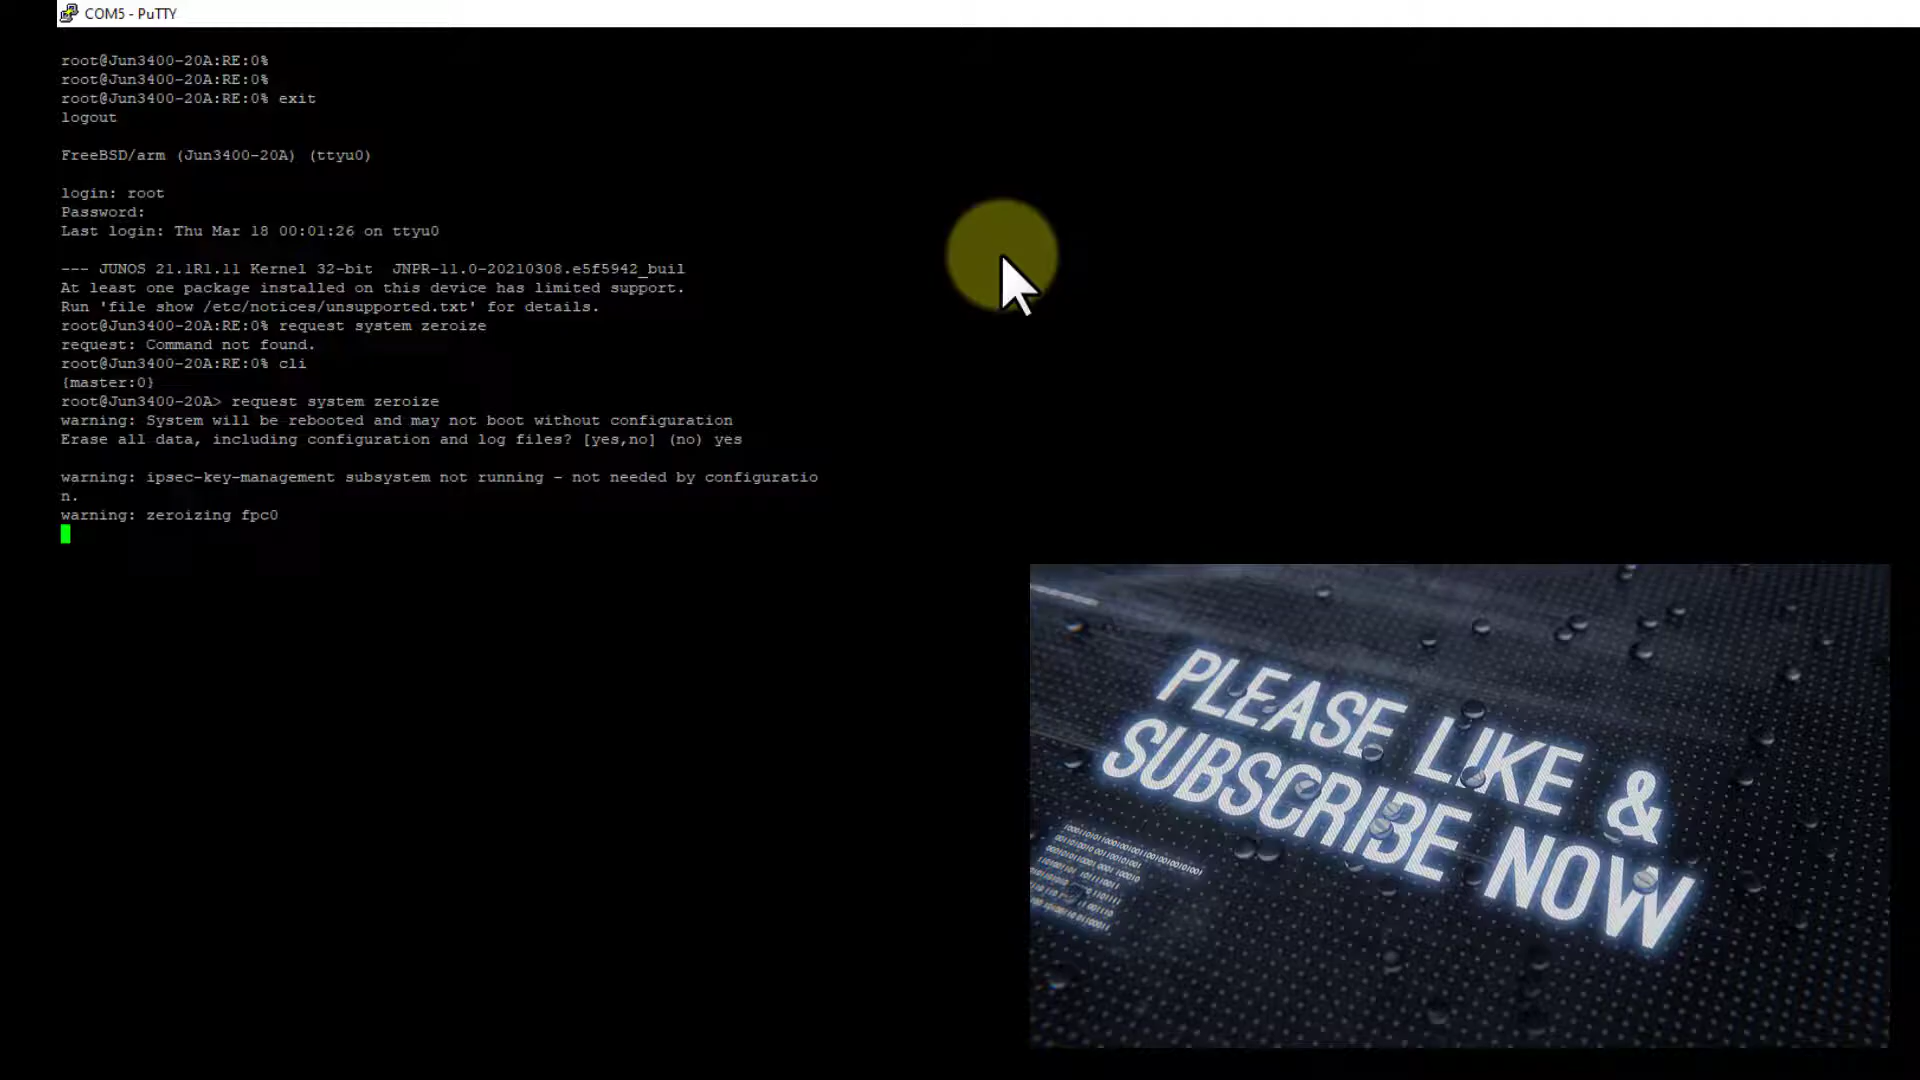 COM5 - PuTTY
root@Jun3400-20A:RE:0%
root@Jun3400-20A:RE:0%
root@Jun3400-20A:RE:0% exit
logout
FreeBSD/arm (Jun3400-20A) (ttyu0)
login: root
Password:
Last login: Thu Mar 18 00:01:26 on ttyu0
--- JUNOS 21.1R1.11 Kernel 32-bit  JNPR-11.0-20210308.e5f5942_buil
At least one package installed on this device has limited support.
Run 'file show /etc/notices/unsupported.txt' for details.
root@Jun3400-20A:RE:0% request system zeroize
request: Command not found.
root@Jun3400-20A:RE:0% cli
{master:0}
root@Jun3400-20A> request system zeroize
warning: System will be rebooted and may not boot without configuration
Erase all data, including configuration and log files? [yes,no] (no) yes
warning: ipsec-key-management subsystem not running - not needed by configuratio
n.
warning: zeroizing fpc0
PLEASE LIKE &
SUBSCRIBE NOW